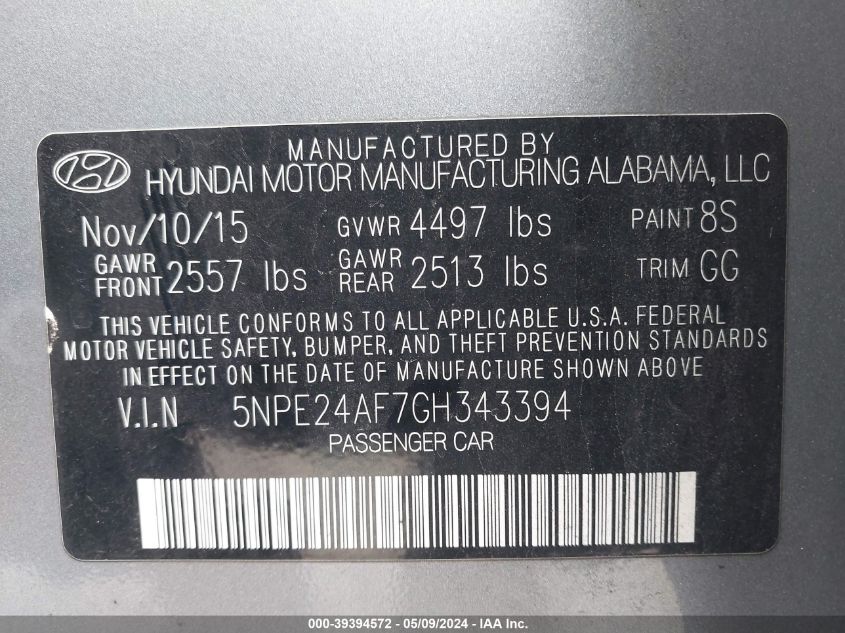 MANUFACTURED BY
HYUNDAI MOTOR MANUFACTURING ALABAMA, LLC
Nov/10/15 GVWR 4497 lbs PAINT 8S
GAWR FRONT 2557 lbs GAWR REAR 2513 lbs TRIM GG
THIS VEHICLE CONFORMS TO ALL APPLICABLE U.S.A. FEDERAL
MOTOR VEHICLE SAFETY, BUMPER, AND THEFT PREVENTION STANDARDS
IN EFFECT ON THE DATE OF MANUFACTURE SHOWN ABOVE
V.I.N 5NPE24AF7GH343394
PASSENGER CAR
000-39394572 - 05/09/2024 - IAA Inc.